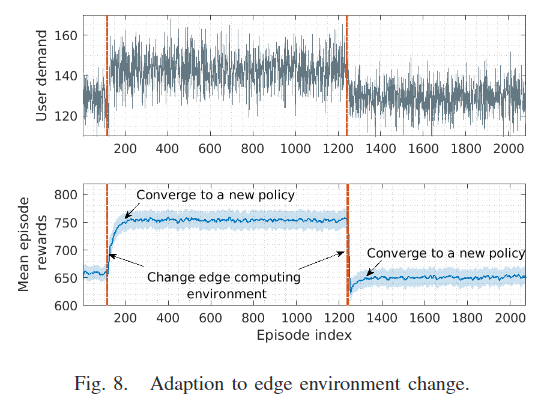 User demand
160
140
120
200 400 600 800 1000 1200 1400 1600 1800 2000
Mean episode
rewards
800
750
700
650
600
Converge to a new policy
Converge to a new policy
Change edge computing
environment
200 400 600 800 1000 1200 1400 1600 1800 2000
Episode index
Fig. 8. Adaption to edge environment change.